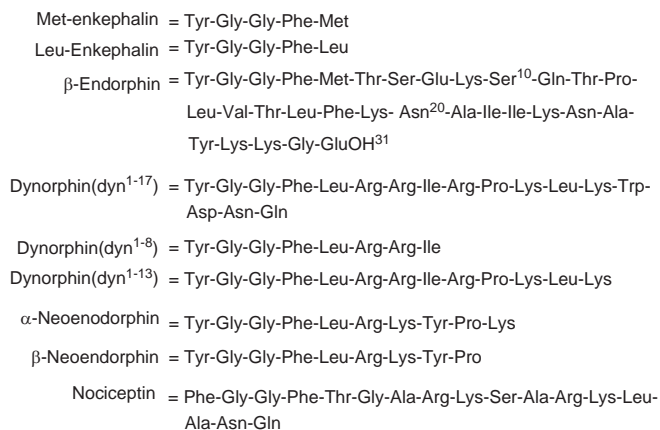 Met-enkephalin = Tyr-Gly-Gly-Phe-Met
Leu-Enkephalin = Tyr-Gly-Gly-Phe-Leu
β-Endorphin = Tyr-Gly-Gly-Phe-Met-Thr-Ser-Glu-Lys-Ser¹⁰-Gln-Thr-Pro-
Leu-Val-Thr-Leu-Phe-Lys- Asn²⁰-Ala-Ile-Ile-Lys-Asn-Ala-
Tyr-Lys-Lys-Gly-GluOH³¹
Dynorphin(dyn¹⁻¹⁷) = Tyr-Gly-Gly-Phe-Leu-Arg-Arg-Ile-Arg-Pro-Lys-Leu-Lys-Trp-
Asp-Asn-Gln
Dynorphin(dyn¹⁻⁸) = Tyr-Gly-Gly-Phe-Leu-Arg-Arg-Ile
Dynorphin(dyn¹⁻¹³) = Tyr-Gly-Gly-Phe-Leu-Arg-Arg-Ile-Arg-Pro-Lys-Leu-Lys
α-Neoenodorphin = Tyr-Gly-Gly-Phe-Leu-Arg-Lys-Tyr-Pro-Lys
β-Neoendorphin = Tyr-Gly-Gly-Phe-Leu-Arg-Lys-Tyr-Pro
Nociceptin = Phe-Gly-Gly-Phe-Thr-Gly-Ala-Arg-Lys-Ser-Ala-Arg-Lys-Leu-
Ala-Asn-Gln